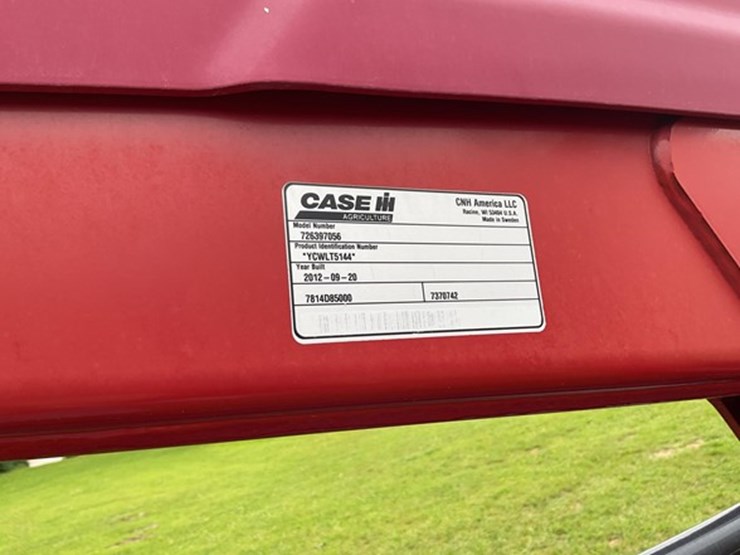 CASE IH
AGRICULTURE
CNH America LLC
Racine, WI 53404 U.S.A.
Made in Sweden
Model Number
726397056
Product Identification Number
*YCWLT5144*
Year Built
2012-09-20
7814D85000 7370742